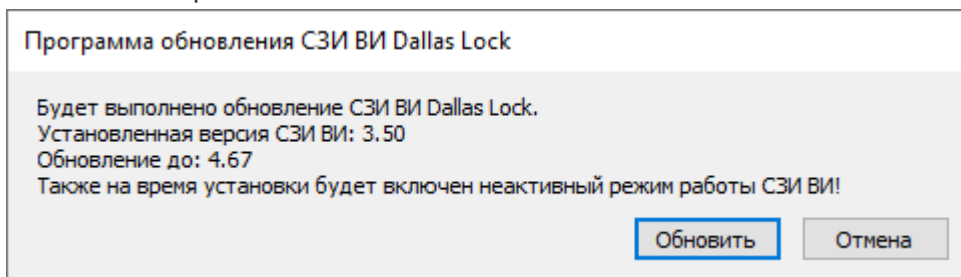 Программа обновления СЗИ ВИ Dallas Lock
Будет выполнено обновление СЗИ ВИ Dallas Lock.
Установленная версия СЗИ ВИ: 3.50
Обновление до: 4.67
Также на время установки будет включен неактивный режим работы СЗИ ВИ!
Обновить Отмена